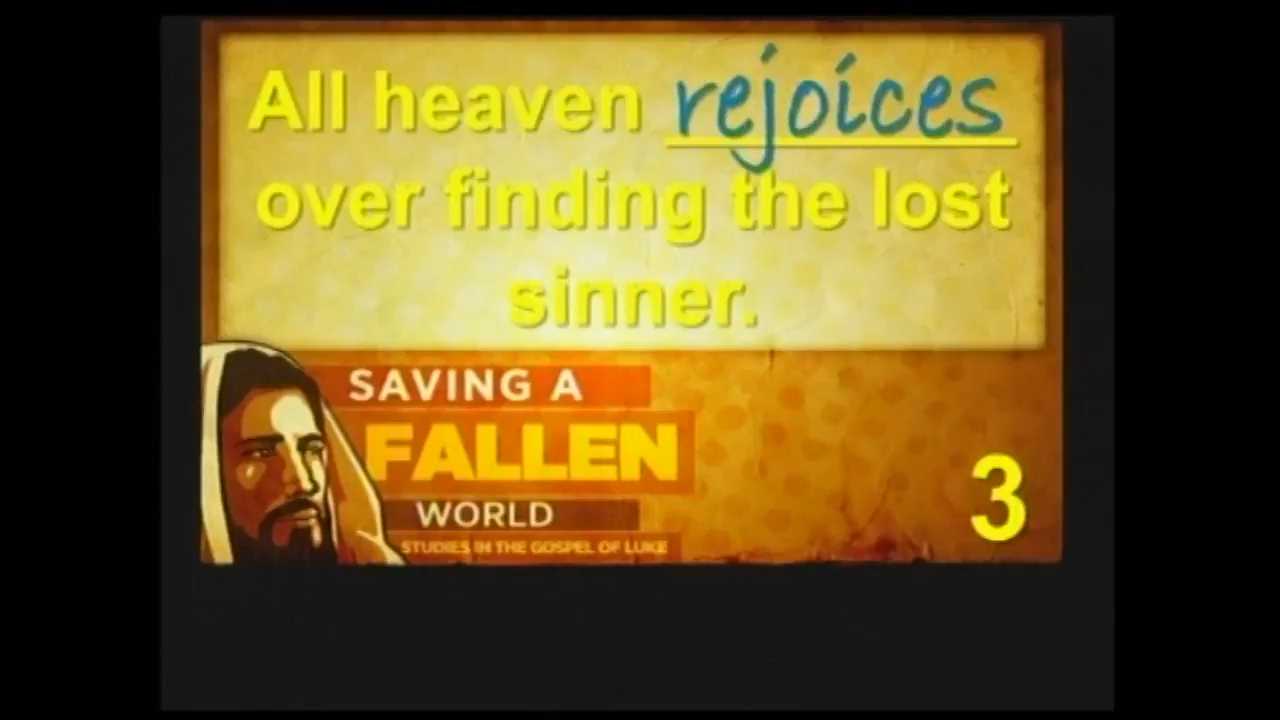 All heaven rejoices
over finding the lost
sinner.
SAVING A
FALLEN
WORLD
STUDIES IN THE GOSPEL OF LUKE
3